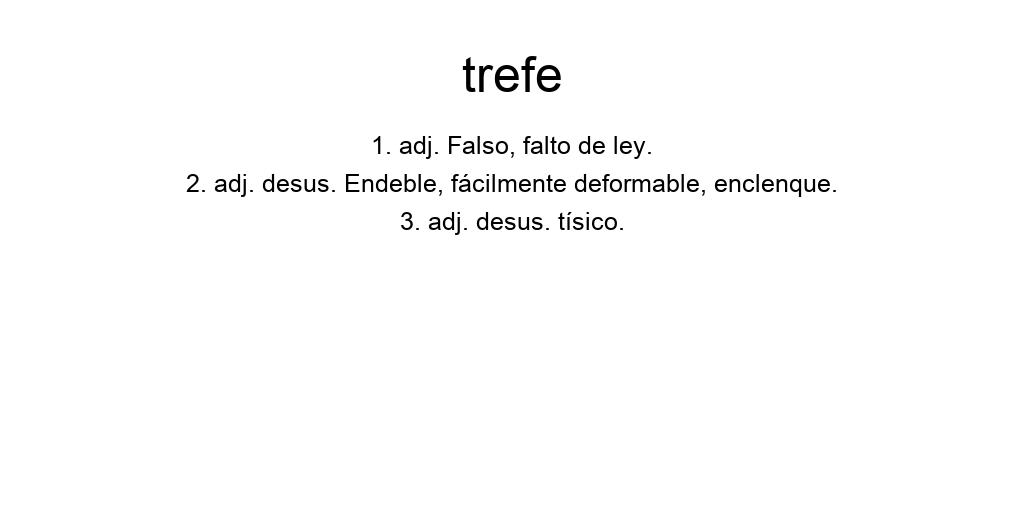 trefe
1. adj. Falso, falto de ley.
2. adj. desus. Endeble, fácilmente deformable, enclenque.
3. adj. desus. tísico.